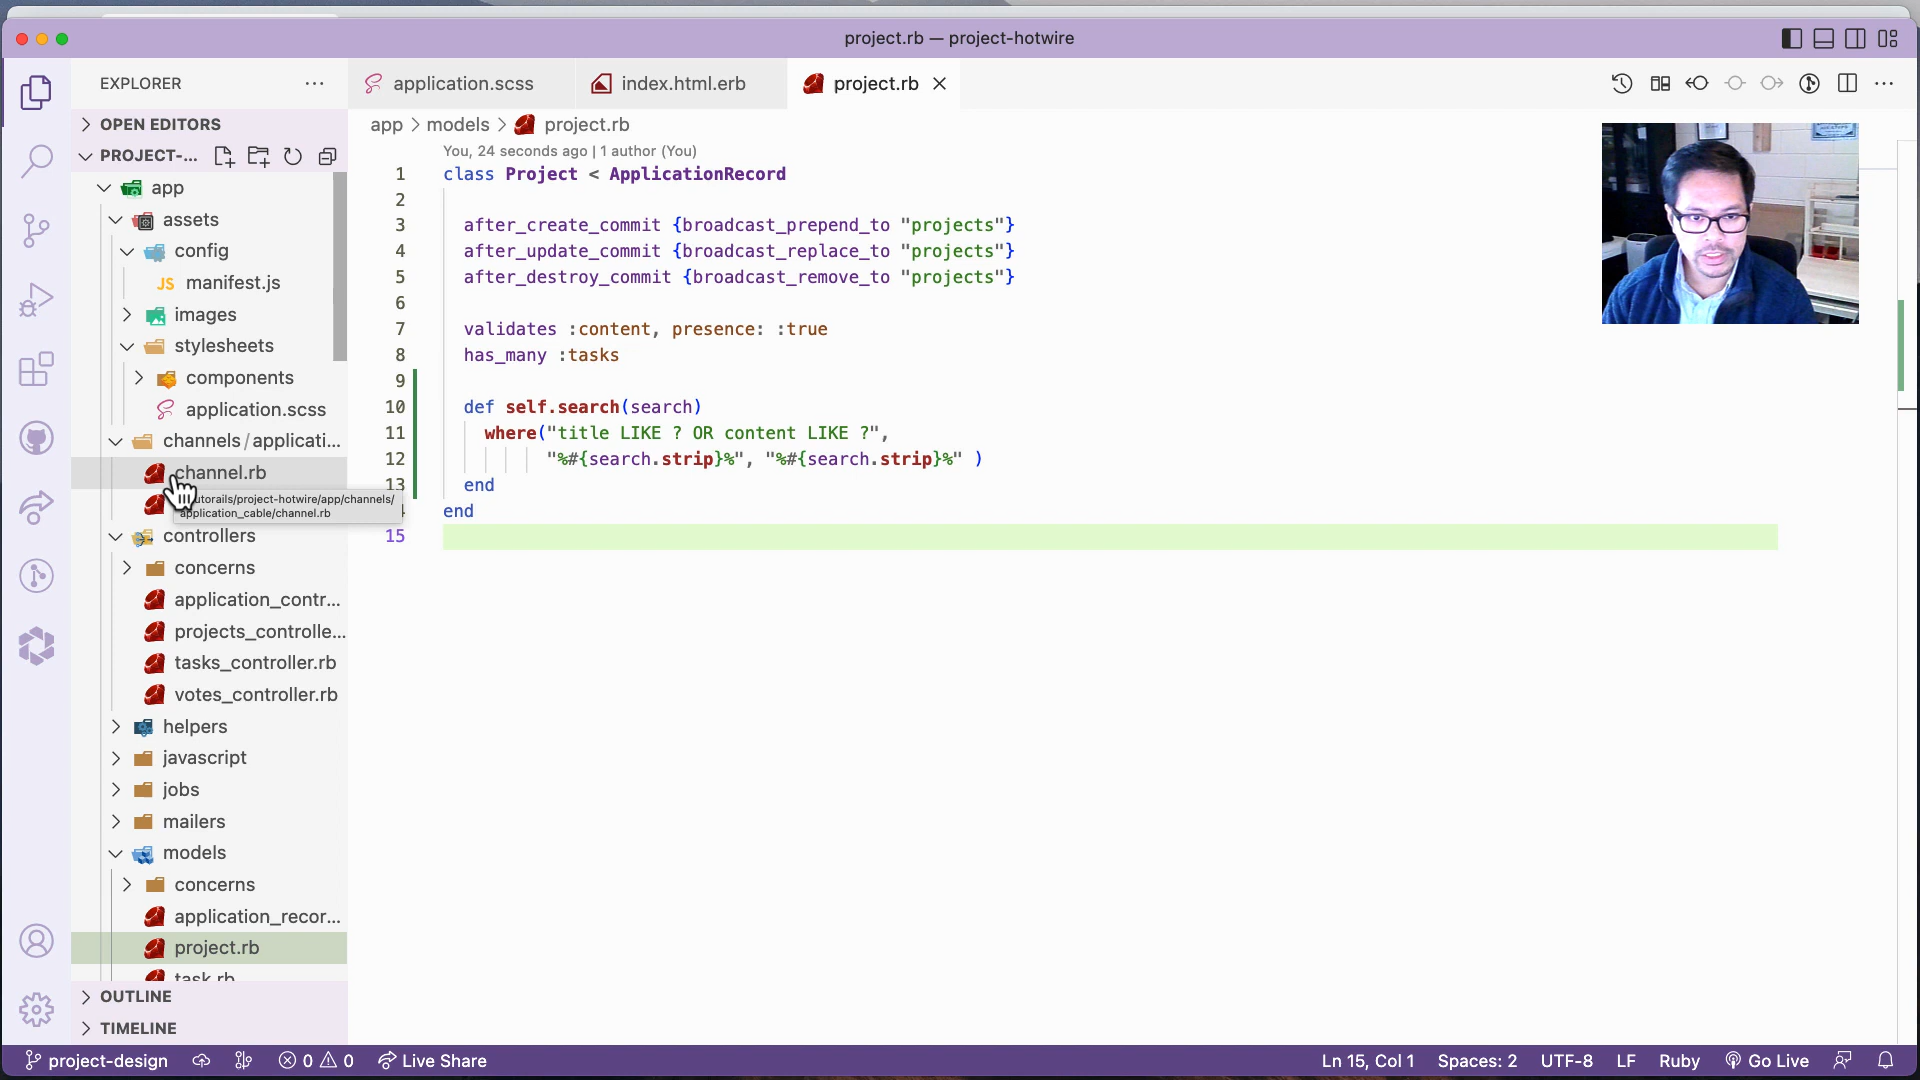 project.rb — project-hotwire
EXPLORER
application.scss
index.html.erb
project.rb
OPEN EDITORS
PROJECT-...
app
assets
config
JS manifest.js
images
stylesheets
components
application.scss
channels/applicati...
channel.rb
utorails/project-hotwire/app/channels/
application_cable/channel.rb
controllers
concerns
application_contr...
projects_controlle...
tasks_controller.rb
votes_controller.rb
helpers
javascript
jobs
mailers
models
concerns
application_recor...
project.rb
task.rb
OUTLINE
TIMELINE
app > models > project.rb
You, 24 seconds ago | 1 author (You)
1 class Project < ApplicationRecord
2
3 after_create_commit {broadcast_prepend_to "projects"}
4 after_update_commit {broadcast_replace_to "projects"}
5 after_destroy_commit {broadcast_remove_to "projects"}
6
7 validates :content, presence: :true
8 has_many :tasks
9
10 def self.search(search)
11 where("title LIKE ? OR content LIKE ?",
12 "%#{search.strip}%", "%#{search.strip}%" )
13 end
end
15
project-design
0
0
Live Share
Ln 15, Col 1
Spaces: 2
UTF-8
LF
Ruby
Go Live